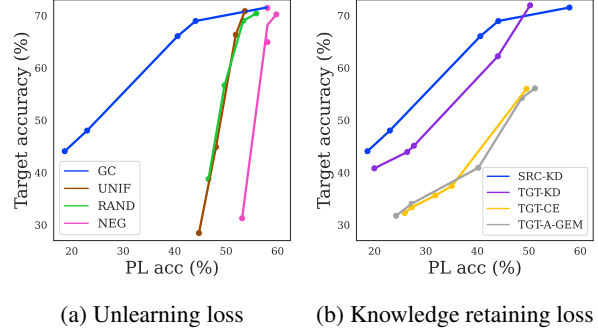 Target accuracy (%)
70
60
50
40
30
20 30 40 50 60
PL acc (%)
GC
UNIF
RAND
NEG
(a) Unlearning loss
Target accuracy (%)
70
60
50
40
30
20 30 40 50 60
PL acc (%)
SRC-KD
TGT-KD
TGT-CE
TGT-A-GEM
(b) Knowledge retaining loss